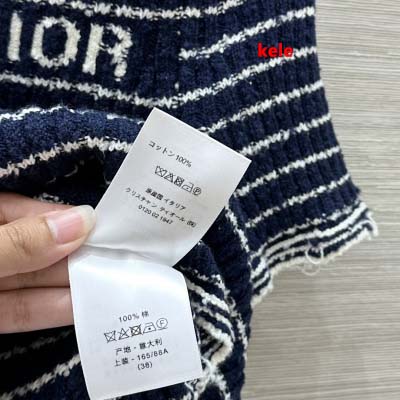 IOR
kele
コットン 100%
原産国 イタリア
クリスチャン ディオール (株)
0120 02 1947
100% 棉
产地 - 意大利
上装 - 165/88A
(38)